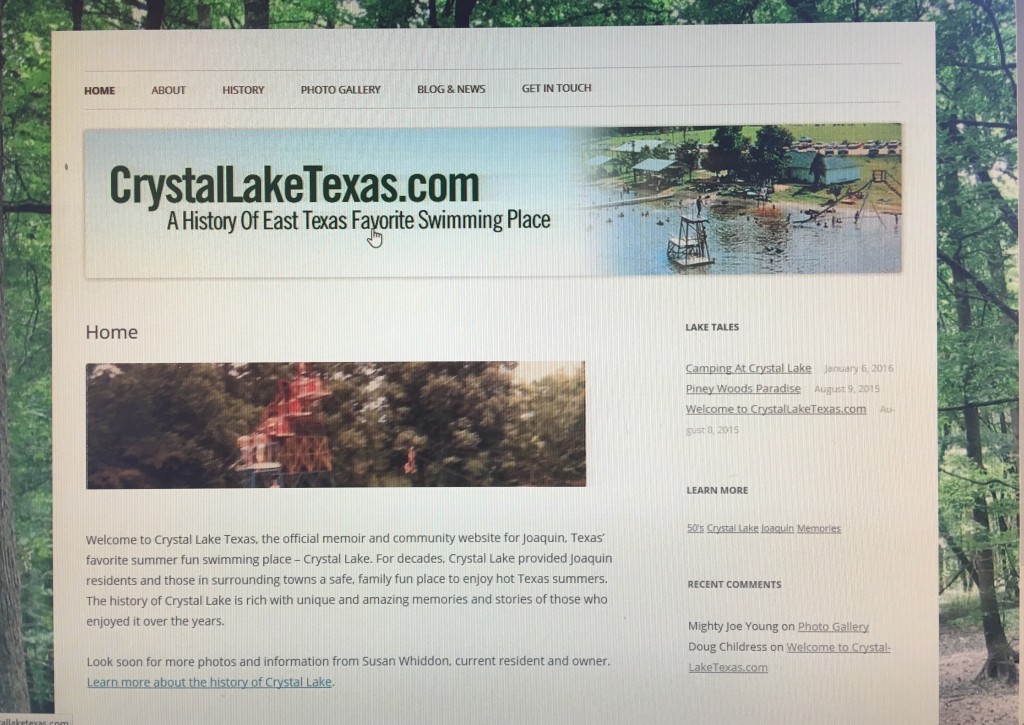 HOME ABOUT HISTORY PHOTO GALLERY BLOG & NEWS GET IN TOUCH
CrystalLakeTexas.com
A History Of East Texas Favorite Swimming Place
Home
Welcome to Crystal Lake Texas, the official memoir and community website for Joaquin, Texas'
favorite summer fun swimming place – Crystal Lake. For decades, Crystal Lake provided Joaquin
residents and those in surrounding towns a safe, family fun place to enjoy hot Texas summers.
The history of Crystal Lake is rich with unique and amazing memories and stories of those who
enjoyed it over the years.
Look soon for more photos and information from Susan Whiddon, current resident and owner.
Learn more about the history of Crystal Lake.
LAKE TALES
Camping At Crystal Lake January 6, 2016
Piney Woods Paradise August 9, 2015
Welcome to CrystalLakeTexas.com Au-
gust 8, 2015
LEARN MORE
50's Crystal Lake Joaquin Memories
RECENT COMMENTS
Mighty Joe Young on Photo Gallery
Doug Childress on Welcome to Crystal-
LakeTexas.com
allaketexas.com